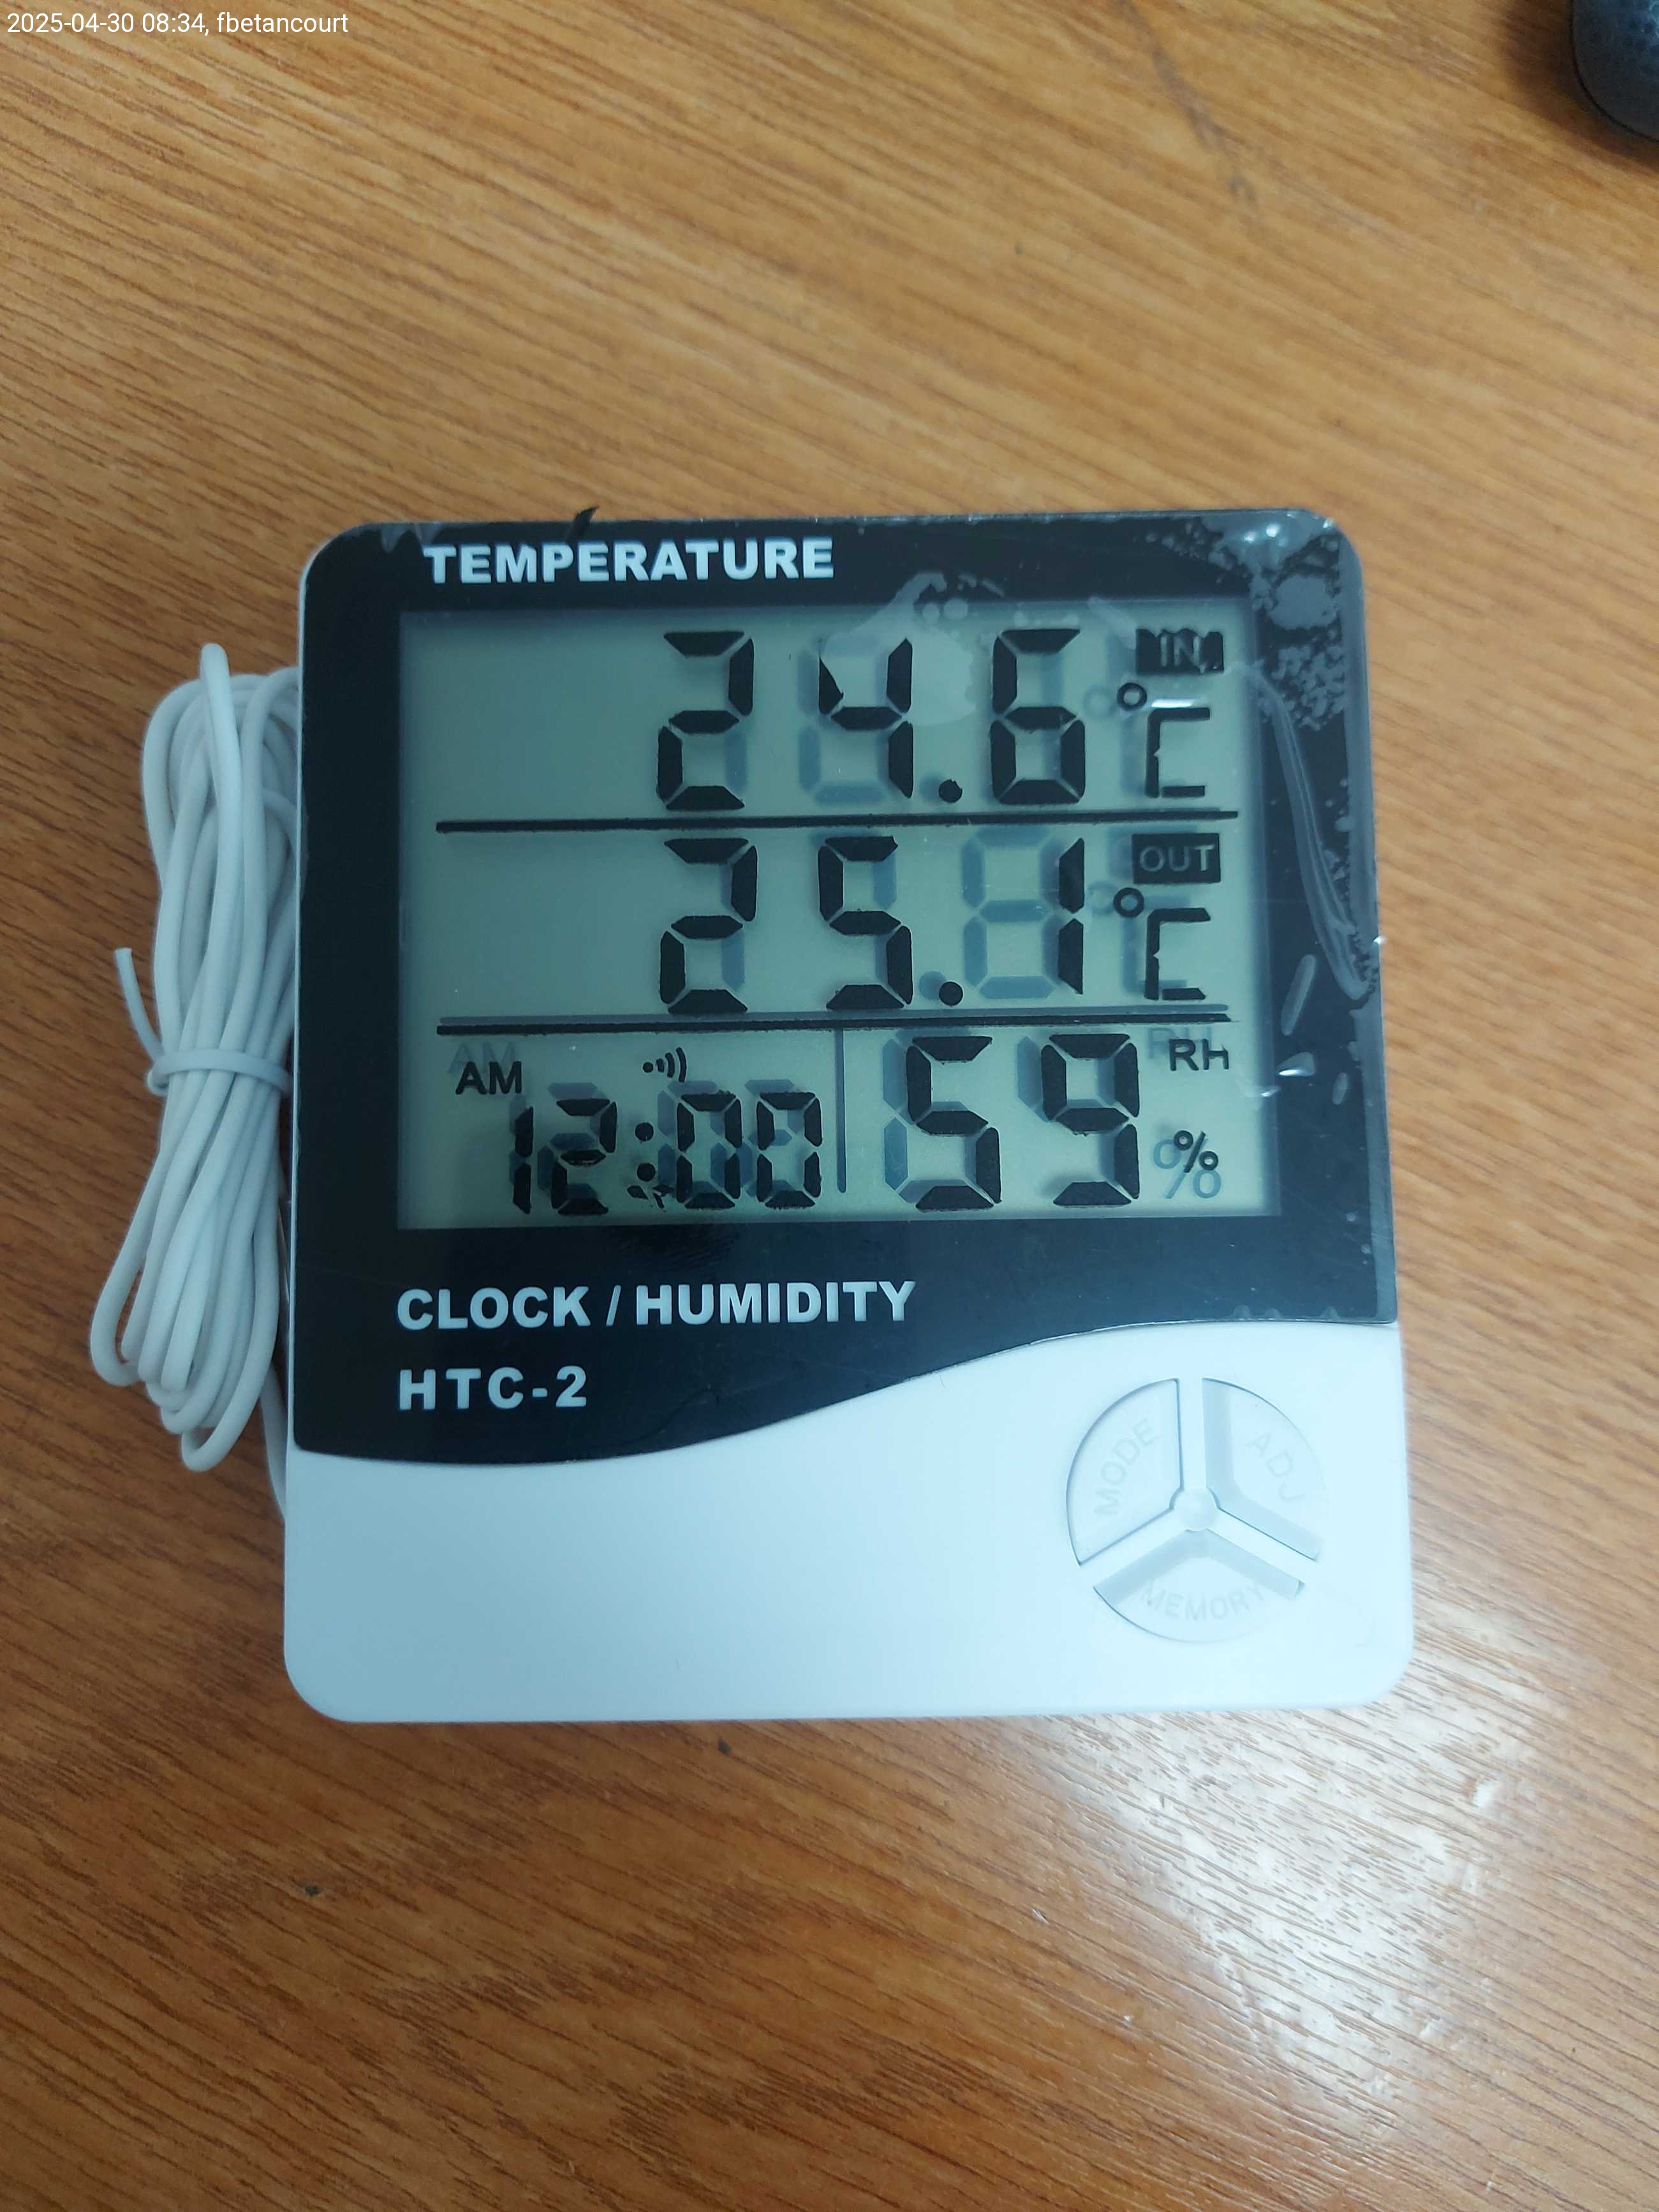 2025-04-30 08:34, fbetancourt
TEMPERATURE
24.6 °C IN
25.1 °C OUT
AM 12:00 59 % RH
CLOCK / HUMIDITY
HTC-2
MODE ADJ
MEMORY